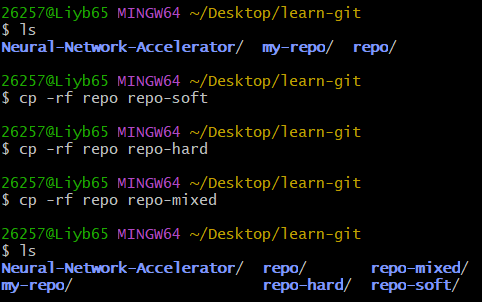 26257@Liyb65 MINGW64 ~/Desktop/learn-git
$ ls
Neural-Network-Accelerator/  my-repo/  repo/
26257@Liyb65 MINGW64 ~/Desktop/learn-git
$ cp -rf repo repo-soft
26257@Liyb65 MINGW64 ~/Desktop/learn-git
$ cp -rf repo repo-hard
26257@Liyb65 MINGW64 ~/Desktop/learn-git
$ cp -rf repo repo-mixed
26257@Liyb65 MINGW64 ~/Desktop/learn-git
$ ls
Neural-Network-Accelerator/  repo/       repo-mixed/
my-repo/                     repo-hard/  repo-soft/